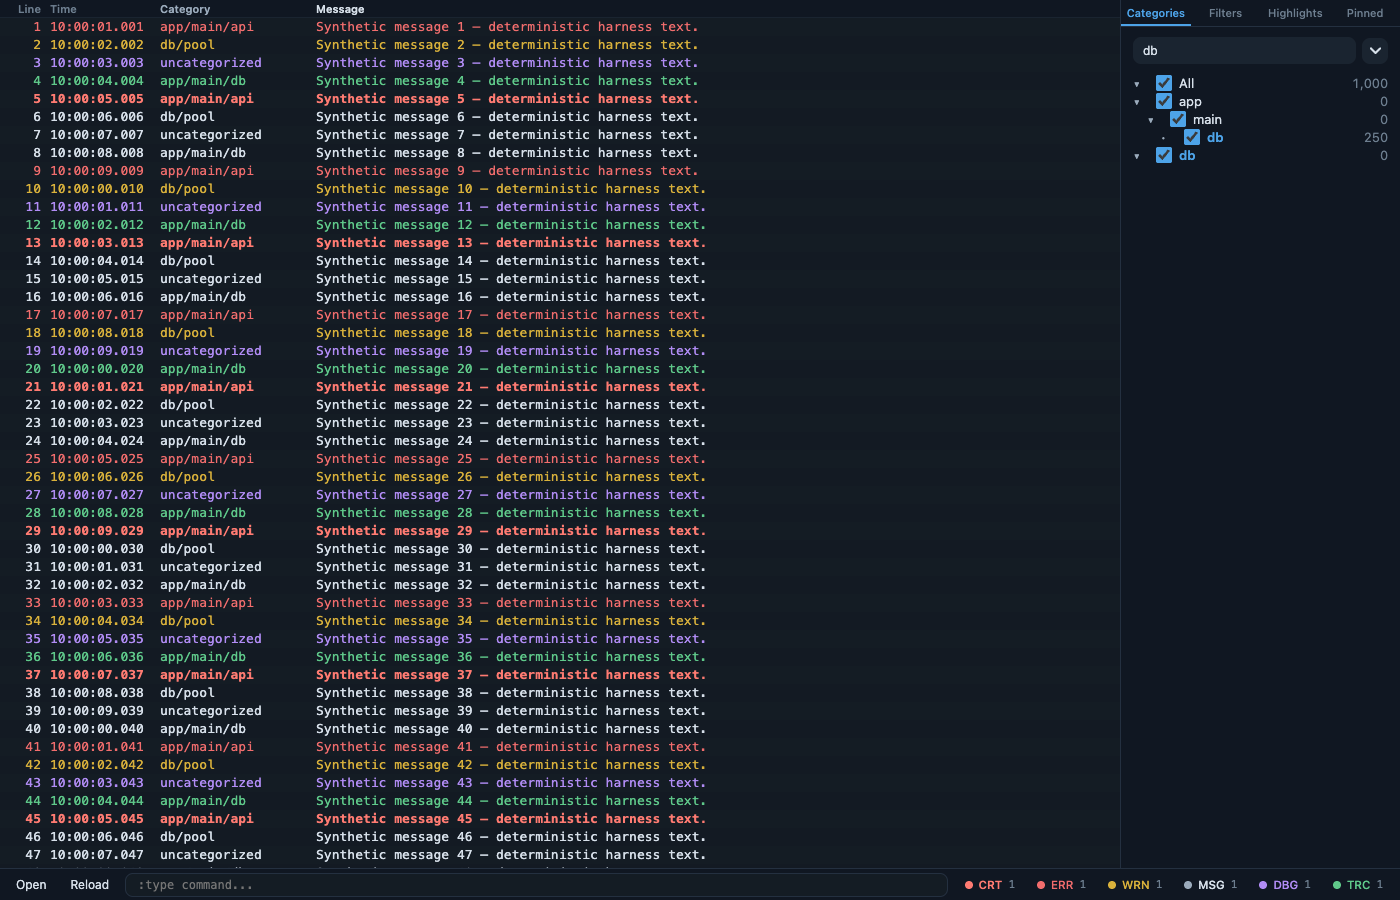 Line Time Category Message
1 10:00:01.001 app/main/api Synthetic message 1 — deterministic harness text.
2 10:00:02.002 db/pool Synthetic message 2 — deterministic harness text.
3 10:00:03.003 uncategorized Synthetic message 3 — deterministic harness text.
4 10:00:04.004 app/main/db Synthetic message 4 — deterministic harness text.
5 10:00:05.005 app/main/api Synthetic message 5 — deterministic harness text.
6 10:00:06.006 db/pool Synthetic message 6 — deterministic harness text.
7 10:00:07.007 uncategorized Synthetic message 7 — deterministic harness text.
8 10:00:08.008 app/main/db Synthetic message 8 — deterministic harness text.
9 10:00:09.009 app/main/api Synthetic message 9 — deterministic harness text.
10 10:00:00.010 db/pool Synthetic message 10 — deterministic harness text.
11 10:00:01.011 uncategorized Synthetic message 11 — deterministic harness text.
12 10:00:02.012 app/main/db Synthetic message 12 — deterministic harness text.
13 10:00:03.013 app/main/api Synthetic message 13 — deterministic harness text.
14 10:00:04.014 db/pool Synthetic message 14 — deterministic harness text.
15 10:00:05.015 uncategorized Synthetic message 15 — deterministic harness text.
16 10:00:06.016 app/main/db Synthetic message 16 — deterministic harness text.
17 10:00:07.017 app/main/api Synthetic message 17 — deterministic harness text.
18 10:00:08.018 db/pool Synthetic message 18 — deterministic harness text.
19 10:00:09.019 uncategorized Synthetic message 19 — deterministic harness text.
20 10:00:00.020 app/main/db Synthetic message 20 — deterministic harness text.
21 10:00:01.021 app/main/api Synthetic message 21 — deterministic harness text.
22 10:00:02.022 db/pool Synthetic message 22 — deterministic harness text.
23 10:00:03.023 uncategorized Synthetic message 23 — deterministic harness text.
24 10:00:04.024 app/main/db Synthetic message 24 — deterministic harness text.
25 10:00:05.025 app/main/api Synthetic message 25 — deterministic harness text.
26 10:00:06.026 db/pool Synthetic message 26 — deterministic harness text.
27 10:00:07.027 uncategorized Synthetic message 27 — deterministic harness text.
28 10:00:08.028 app/main/db Synthetic message 28 — deterministic harness text.
29 10:00:09.029 app/main/api Synthetic message 29 — deterministic harness text.
30 10:00:00.030 db/pool Synthetic message 30 — deterministic harness text.
31 10:00:01.031 uncategorized Synthetic message 31 — deterministic harness text.
32 10:00:02.032 app/main/db Synthetic message 32 — deterministic harness text.
33 10:00:03.033 app/main/api Synthetic message 33 — deterministic harness text.
34 10:00:04.034 db/pool Synthetic message 34 — deterministic harness text.
35 10:00:05.035 uncategorized Synthetic message 35 — deterministic harness text.
36 10:00:06.036 app/main/db Synthetic message 36 — deterministic harness text.
37 10:00:07.037 app/main/api Synthetic message 37 — deterministic harness text.
38 10:00:08.038 db/pool Synthetic message 38 — deterministic harness text.
39 10:00:09.039 uncategorized Synthetic message 39 — deterministic harness text.
40 10:00:00.040 app/main/db Synthetic message 40 — deterministic harness text.
41 10:00:01.041 app/main/api Synthetic message 41 — deterministic harness text.
42 10:00:02.042 db/pool Synthetic message 42 — deterministic harness text.
43 10:00:03.043 uncategorized Synthetic message 43 — deterministic harness text.
44 10:00:04.044 app/main/db Synthetic message 44 — deterministic harness text.
45 10:00:05.045 app/main/api Synthetic message 45 — deterministic harness text.
46 10:00:06.046 db/pool Synthetic message 46 — deterministic harness text.
47 10:00:07.047 uncategorized Synthetic message 47 — deterministic harness text.
Categories Filters Highlights Pinned
db
All 1,000
app 0
main 0
db 250
db 0
Open Reload :type command... CRT 1 ERR 1 WRN 1 MSG 1 DBG 1 TRC 1